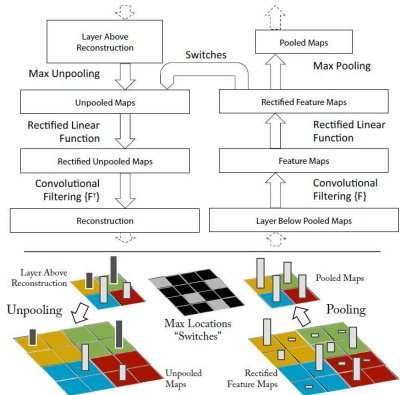 Layer Above
Reconstruction
Pooled Maps
Switches
Max Unpooling
Max Pooling
Unpooled Maps
Rectified Feature Maps
Rectified Linear
Function
Rectified Linear
Function
Rectified Unpooled Maps
Feature Maps
Convolutional
Filtering {Fᵀ}
Convolutional
Filtering {F}
Reconstruction
Layer Below Pooled Maps
Layer Above
Reconstruction
Pooled Maps
Unpooling
Max Locations
"Switches"
Pooling
Unpooled
Maps
Rectified
Feature Maps